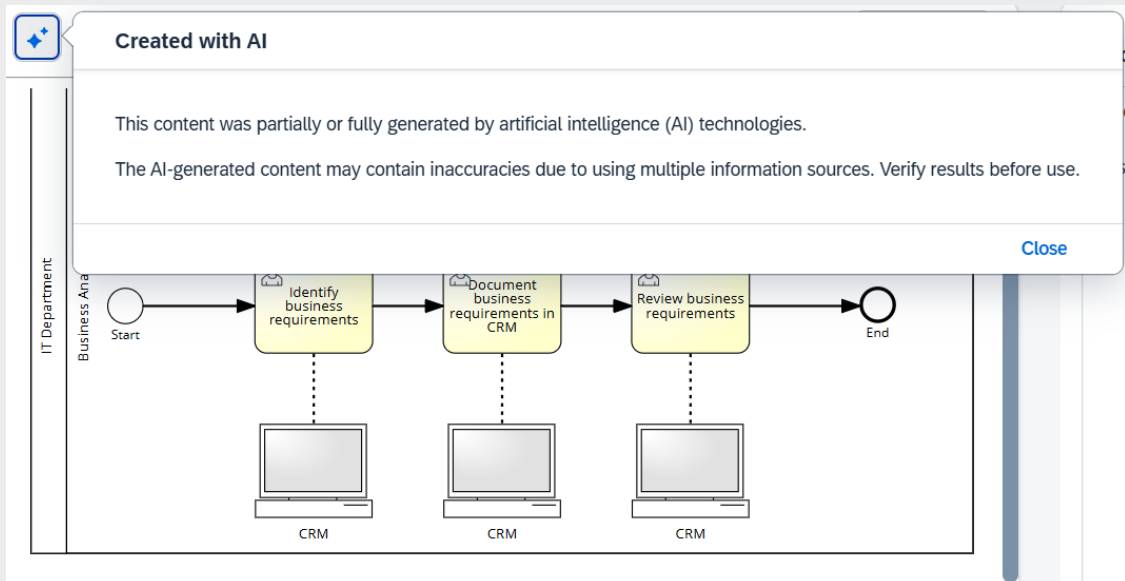 Created with AI
This content was partially or fully generated by artificial intelligence (AI) technologies.
The AI-generated content may contain inaccuracies due to using multiple information sources. Verify results before use.
Close
IT Department
Business
Start
Identify
business
requirements
Document
business
requirements in
CRM
Review business
requirements
End
CRM
CRM
CRM